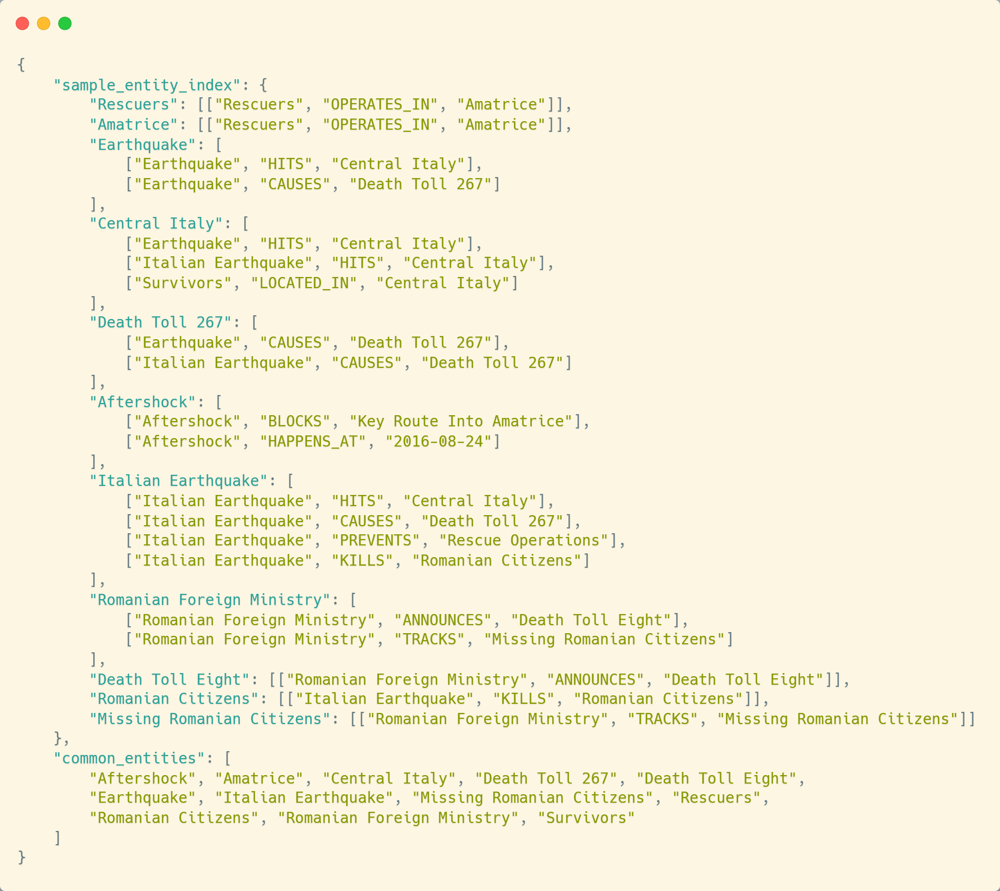 {
    "sample_entity_index": {
        "Rescuers": [["Rescuers", "OPERATES_IN", "Amatrice"]],
        "Amatrice": [["Rescuers", "OPERATES_IN", "Amatrice"]],
        "Earthquake": [
            ["Earthquake", "HITS", "Central Italy"],
            ["Earthquake", "CAUSES", "Death Toll 267"]
        ],
        "Central Italy": [
            ["Earthquake", "HITS", "Central Italy"],
            ["Italian Earthquake", "HITS", "Central Italy"],
            ["Survivors", "LOCATED_IN", "Central Italy"]
        ],
        "Death Toll 267": [
            ["Earthquake", "CAUSES", "Death Toll 267"],
            ["Italian Earthquake", "CAUSES", "Death Toll 267"]
        ],
        "Aftershock": [
            ["Aftershock", "BLOCKS", "Key Route Into Amatrice"],
            ["Aftershock", "HAPPENS_AT", "2016-08-24"]
        ],
        "Italian Earthquake": [
            ["Italian Earthquake", "HITS", "Central Italy"],
            ["Italian Earthquake", "CAUSES", "Death Toll 267"],
            ["Italian Earthquake", "PREVENTS", "Rescue Operations"],
            ["Italian Earthquake", "KILLS", "Romanian Citizens"]
        ],
        "Romanian Foreign Ministry": [
            ["Romanian Foreign Ministry", "ANNOUNCES", "Death Toll Eight"],
            ["Romanian Foreign Ministry", "TRACKS", "Missing Romanian Citizens"]
        ],
        "Death Toll Eight": [["Romanian Foreign Ministry", "ANNOUNCES", "Death Toll Eight"]],
        "Romanian Citizens": [["Italian Earthquake", "KILLS", "Romanian Citizens"]],
        "Missing Romanian Citizens": [["Romanian Foreign Ministry", "TRACKS", "Missing Romanian Citizens"]]
    },
    "common_entities": [
        "Aftershock", "Amatrice", "Central Italy", "Death Toll 267", "Death Toll Eight",
        "Earthquake", "Italian Earthquake", "Missing Romanian Citizens", "Rescuers",
        "Romanian Citizens", "Romanian Foreign Ministry", "Survivors"
    ]
}